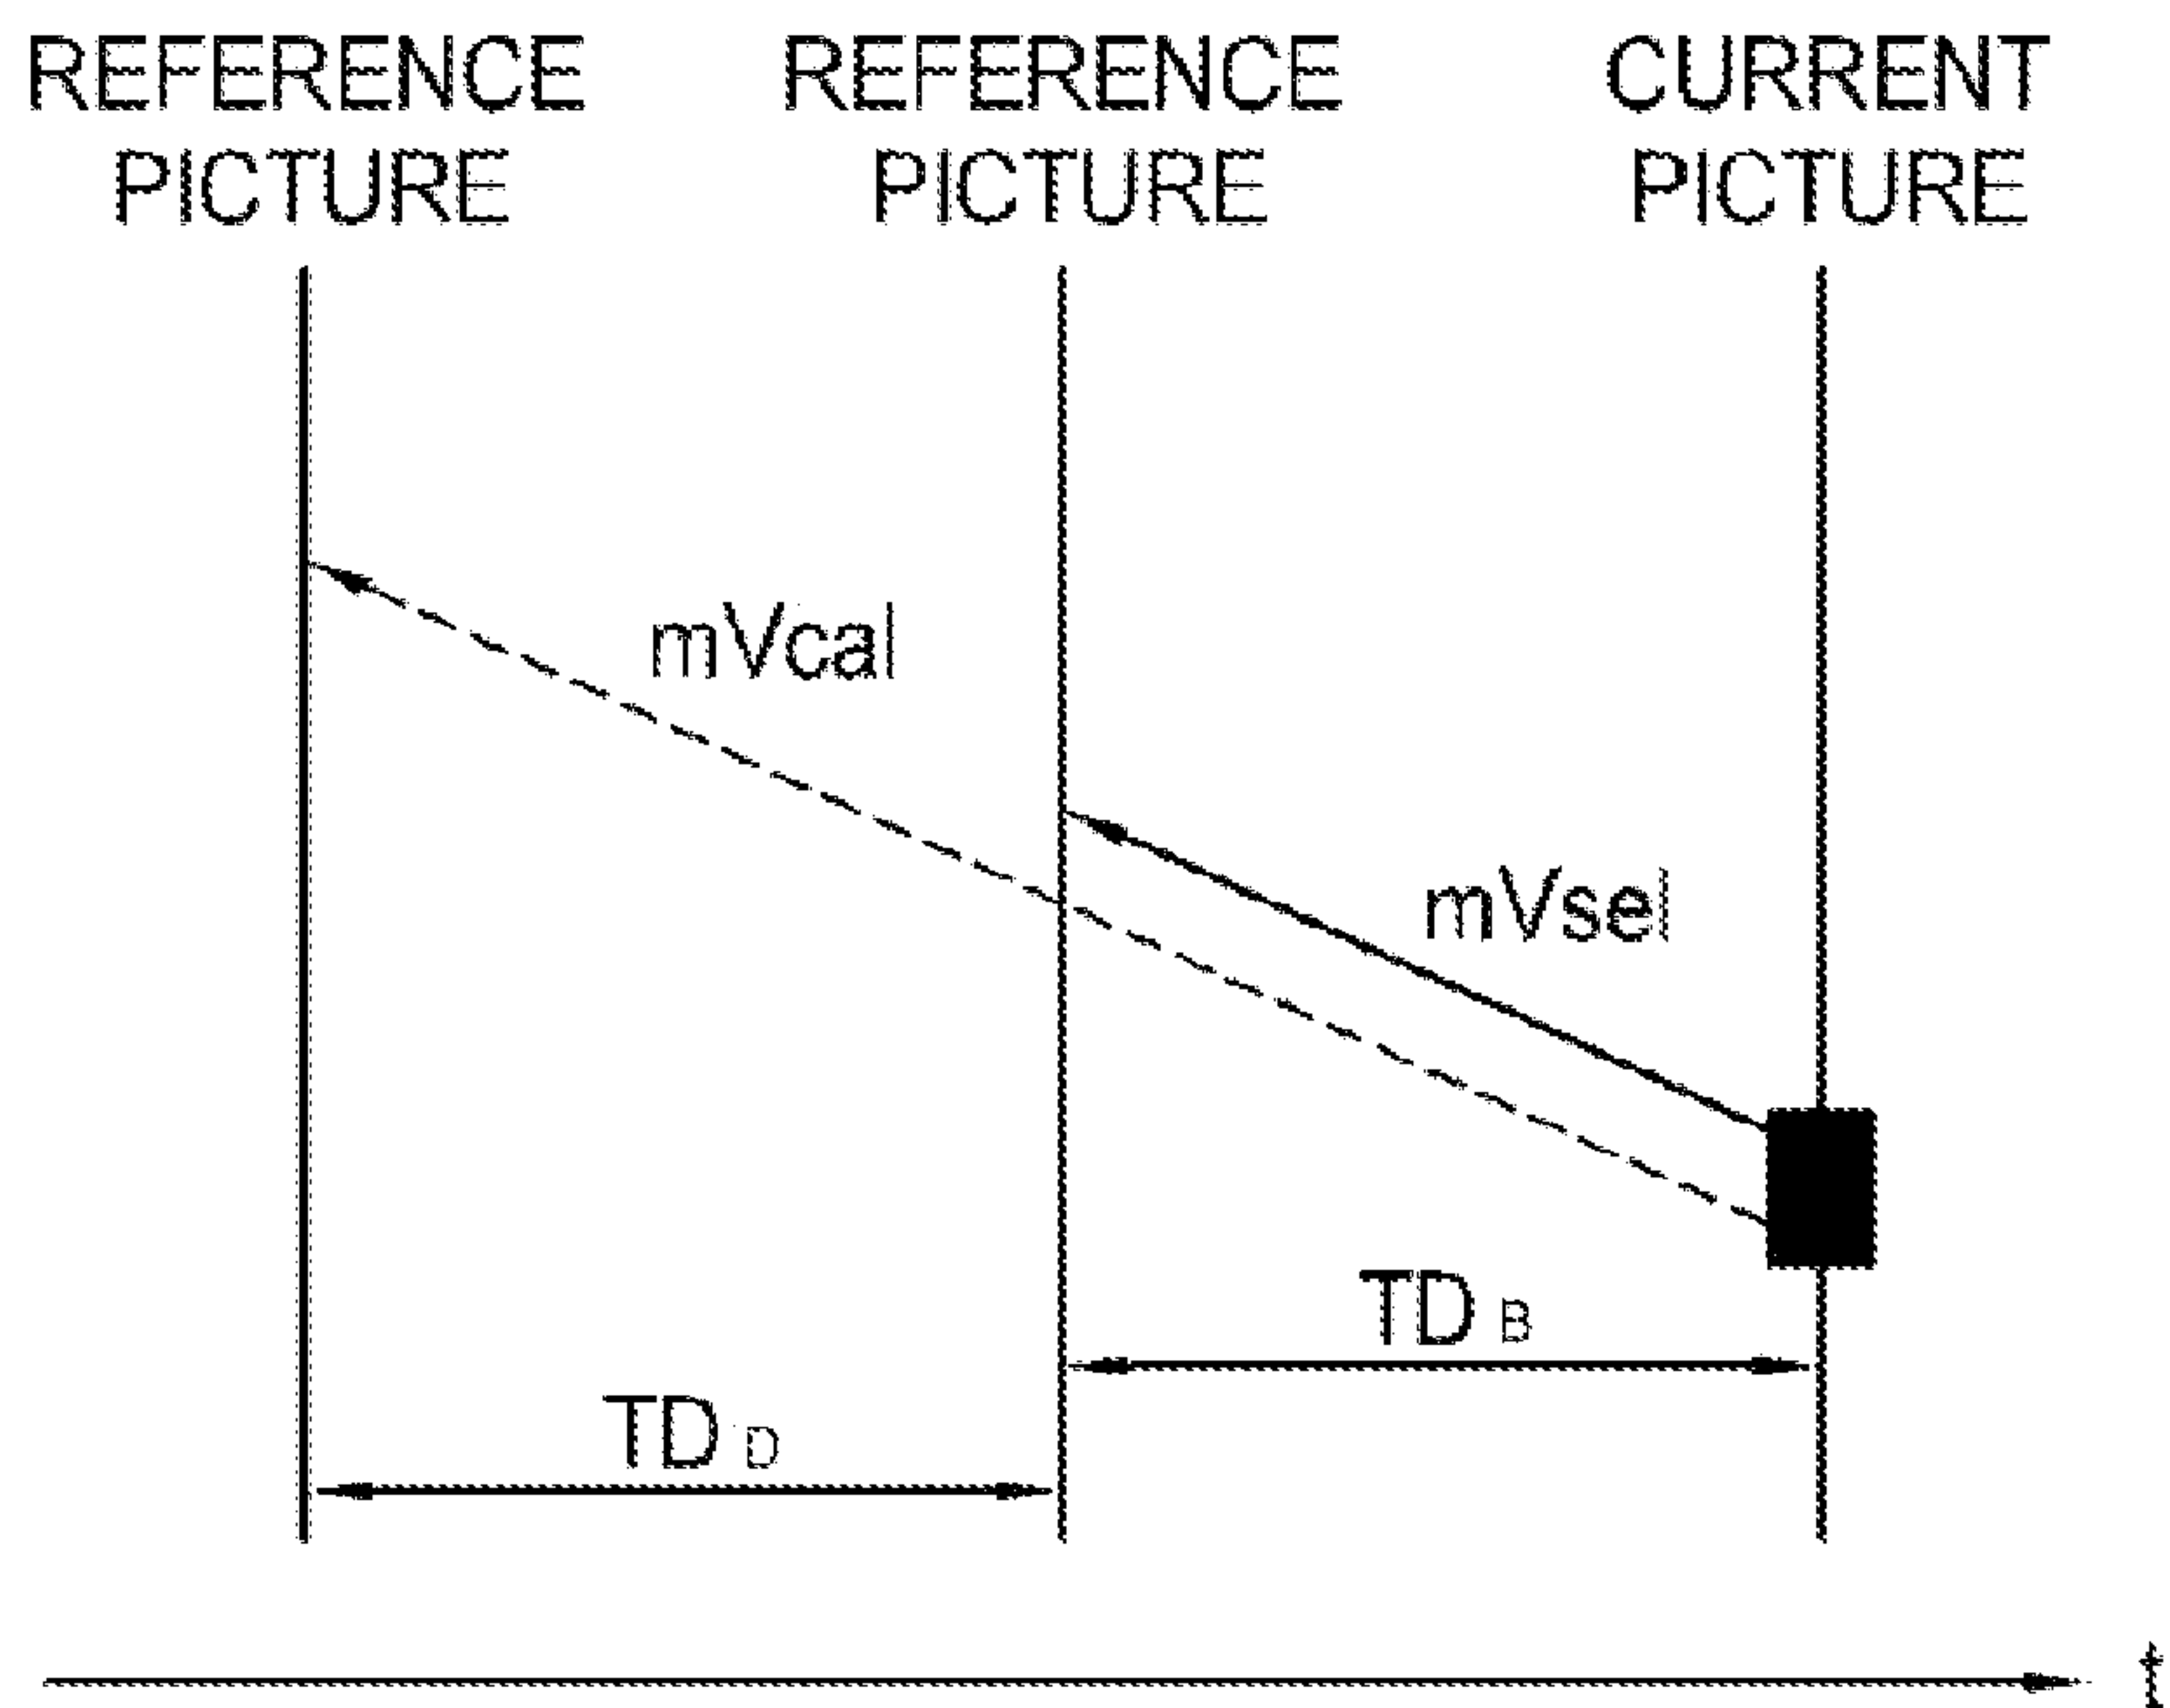 REFERENCE PICTURE
REFERENCE PICTURE
CURRENT PICTURE
mVcal
mVsel
TD B
TD D
t